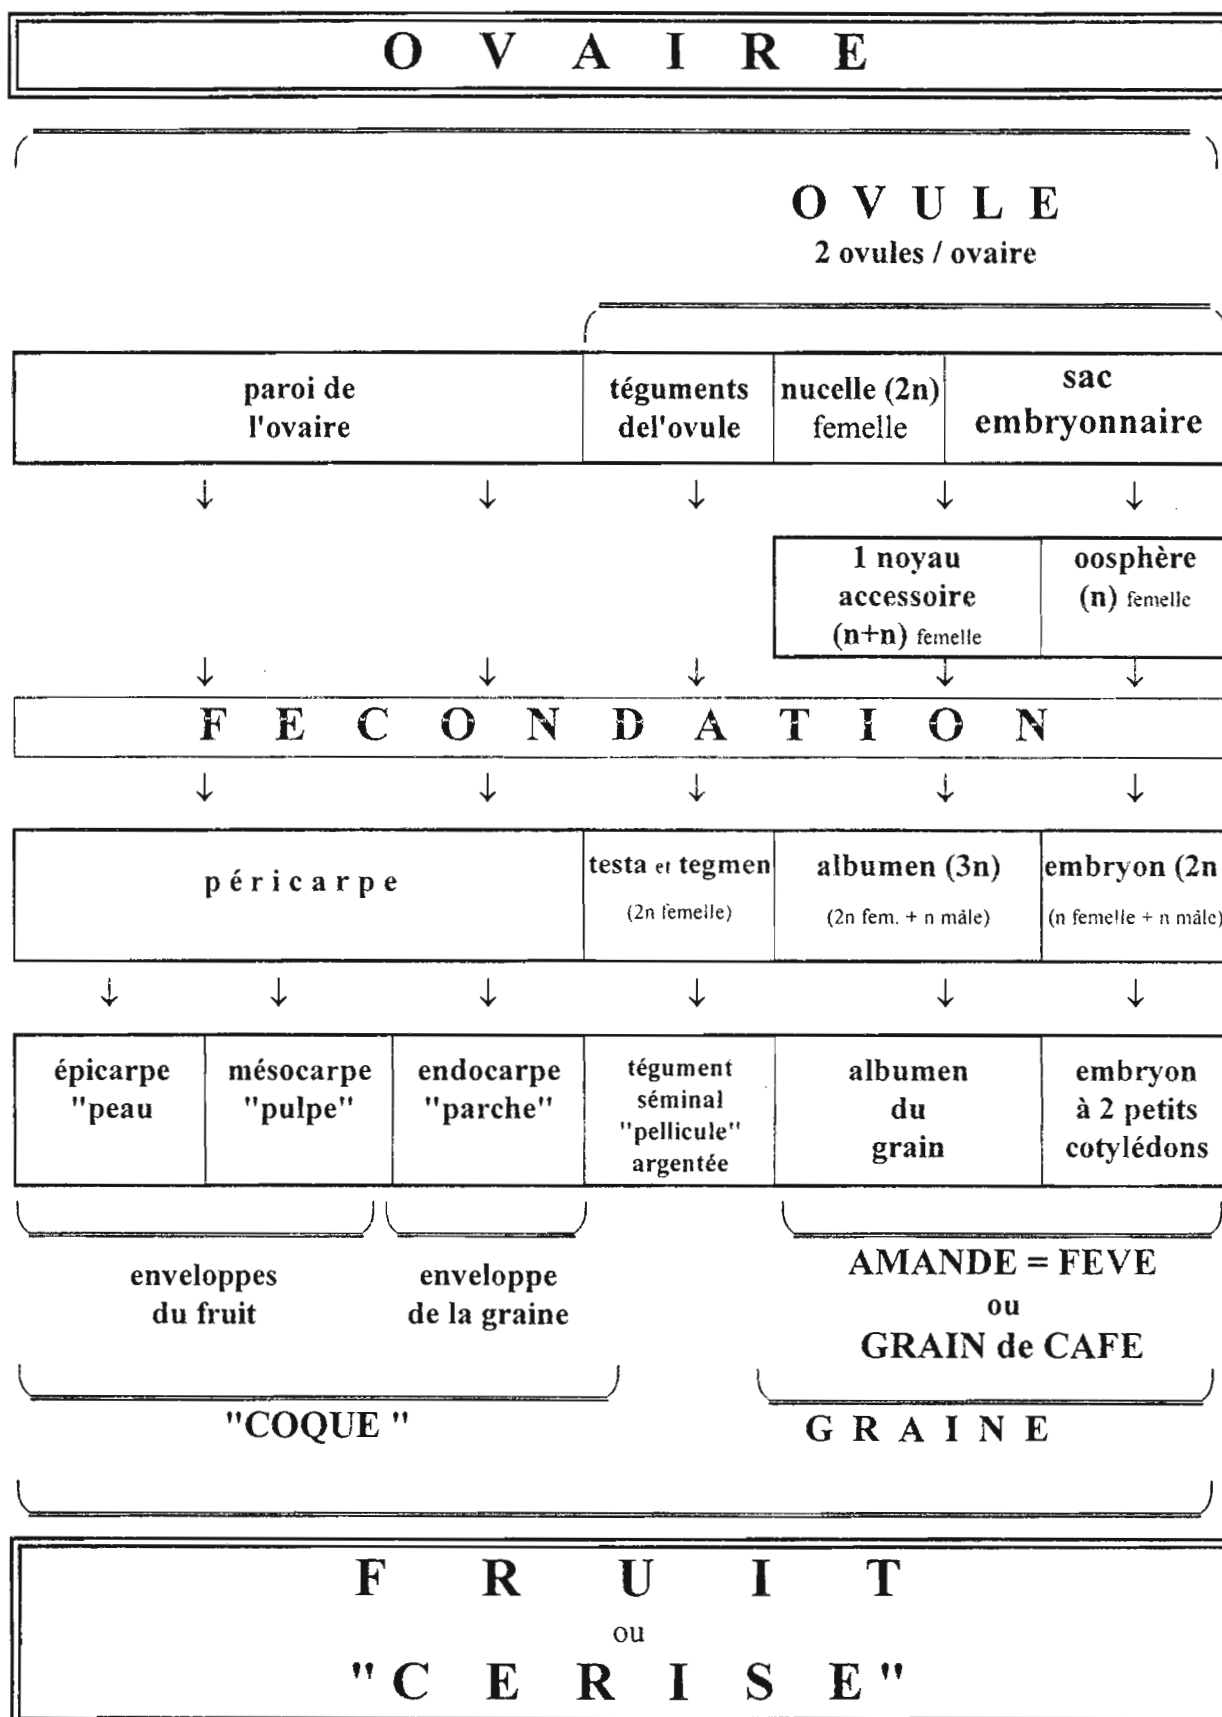 O V A I R E
O V U L E
2 ovules / ovaire
paroi de
l'ovaire
téguments
del'ovule
nucelle (2n)
femelle
sac
embryonnaire
1 noyau
accessoire
(n+n) femelle
oosphère
(n) femelle
F E C O N D A T I O N
péricarpe
testa et tegmen
(2n femelle)
albumen (3n)
(2n fem. + n mâle)
embryon (2n
(n femelle + n mâle)
épicarpe
"peau
mésocarpe
"pulpe"
endocarpe
"parche"
tégument
séminal
"pellicule"
argentée
albumen
du
grain
embryon
à 2 petits
cotylédons
enveloppes
du fruit
enveloppe
de la graine
AMANDE = FEVE
ou
GRAIN de CAFE
"COQUE "
G R A I N E
F R U I T
ou
"C E R I S E"